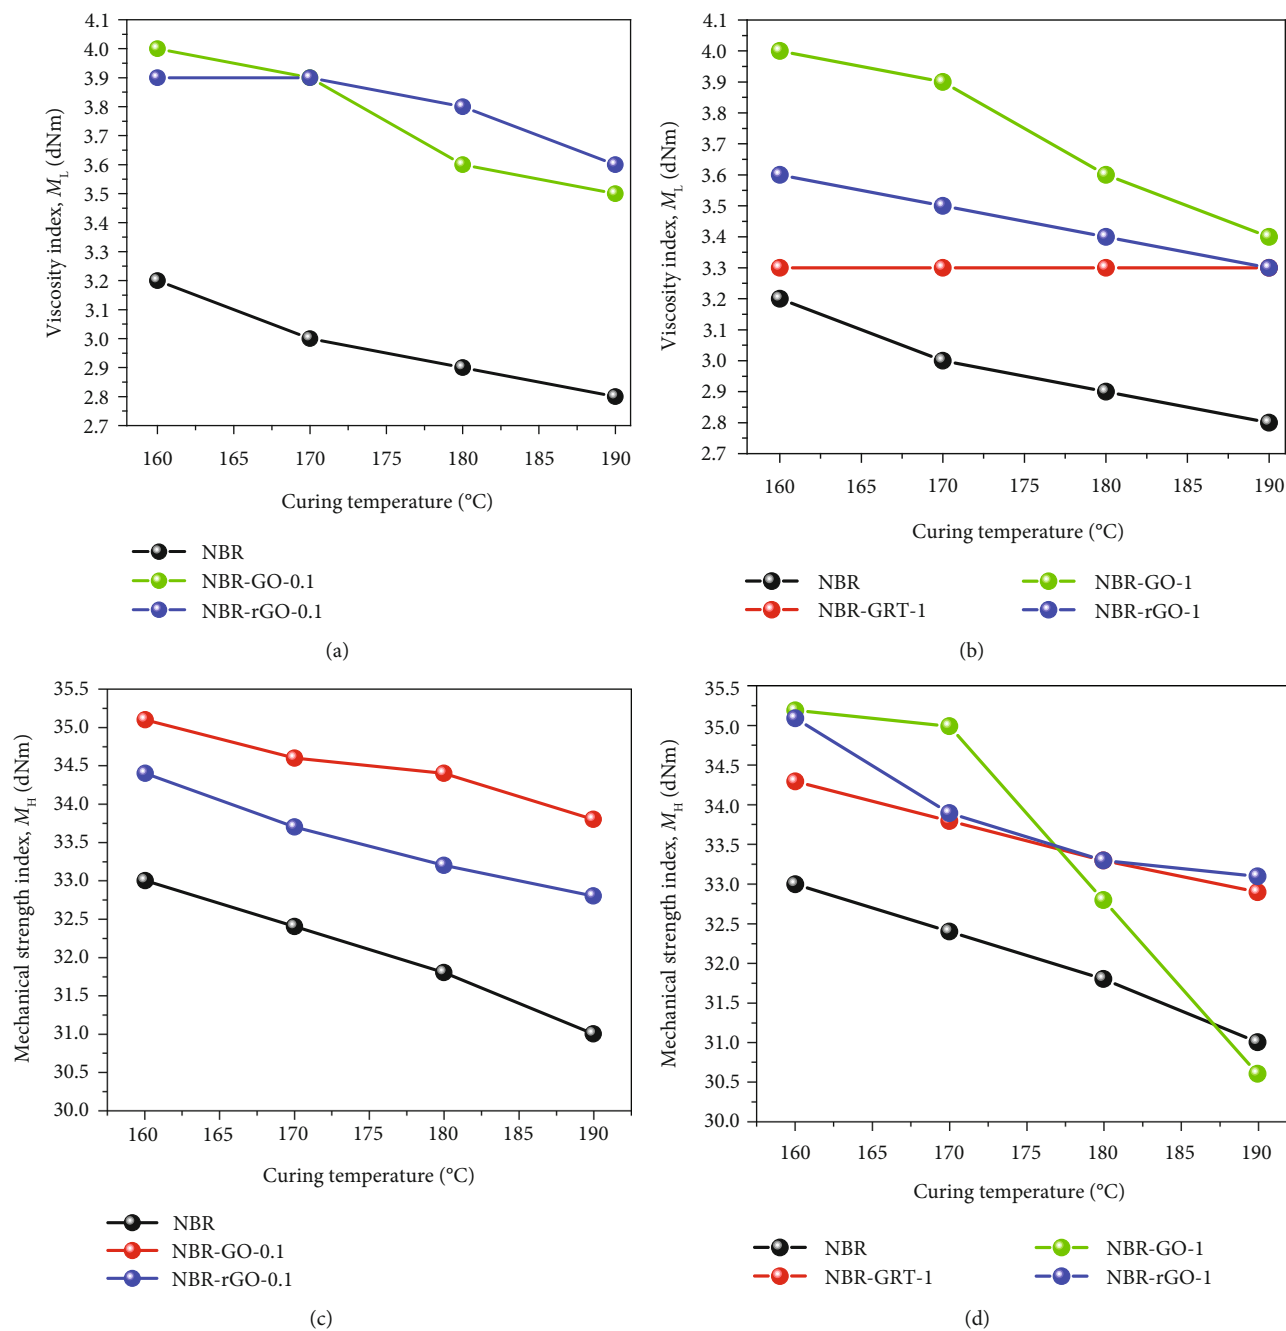 4.1
4.0
3.9
3.8
3.7
3.6
3.5
3.4
3.3
3.2
3.1
3.0
2.9
2.8
2.7
Viscosity index, M_L (dNm)
160 165 170 175 180 185 190
Curing temperature (°C)
NBR
NBR-GO-0.1
NBR-rGO-0.1
(a)
4.1
4.0
3.9
3.8
3.7
3.6
3.5
3.4
3.3
3.2
3.1
3.0
2.9
2.8
2.7
Viscosity index, M_L (dNm)
160 165 170 175 180 185 190
Curing temperature (°C)
NBR NBR-GO-1
NBR-GRT-1 NBR-rGO-1
(b)
35.5
35.0
34.5
34.0
33.5
33.0
32.5
32.0
31.5
31.0
30.5
30.0
Mechanical strength index, M_H (dNm)
160 165 170 175 180 185 190
Curing temperature (°C)
NBR
NBR-GO-0.1
NBR-rGO-0.1
(c)
35.5
35.0
34.5
34.0
33.5
33.0
32.5
32.0
31.5
31.0
30.5
30.0
Mechanical strength index, M_H (dNm)
160 165 170 175 180 185 190
Curing temperature (°C)
NBR NBR-GO-1
NBR-GRT-1 NBR-rGO-1
(d)